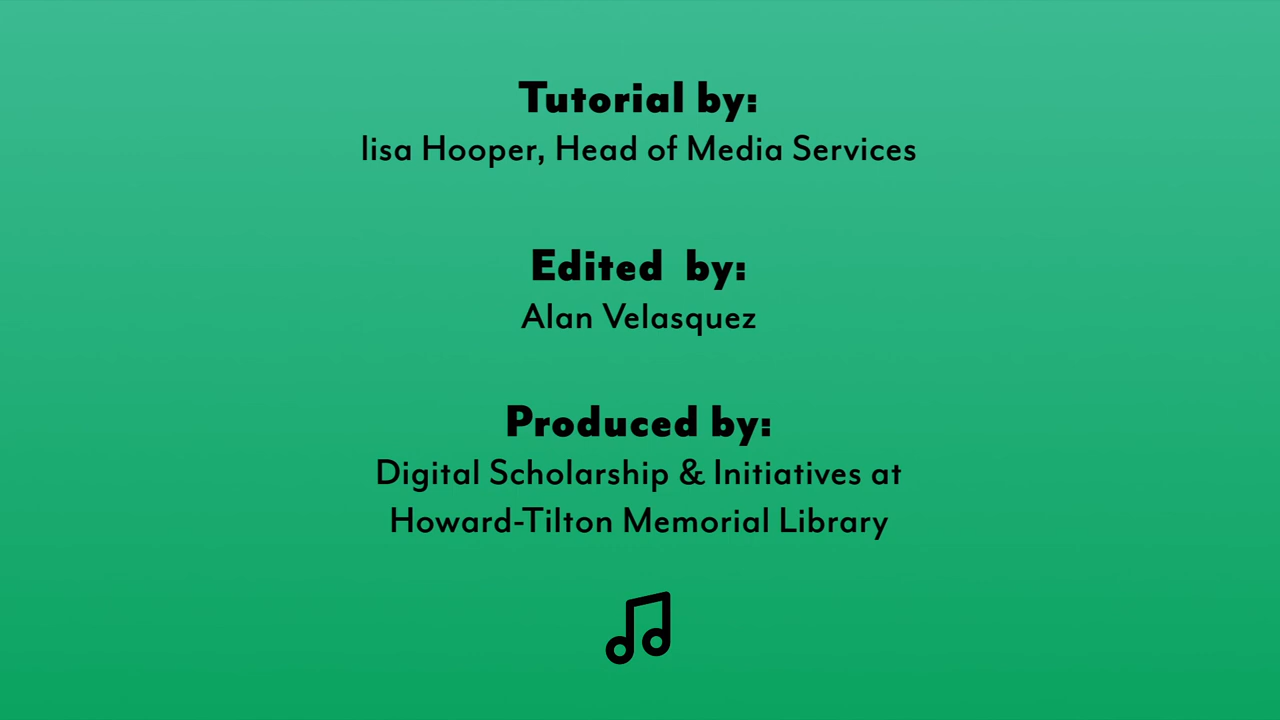 Tutorial by:
lisa Hooper, Head of Media Services
Edited by:
Alan Velasquez
Produced by:
Digital Scholarship & Initiatives at
Howard-Tilton Memorial Library